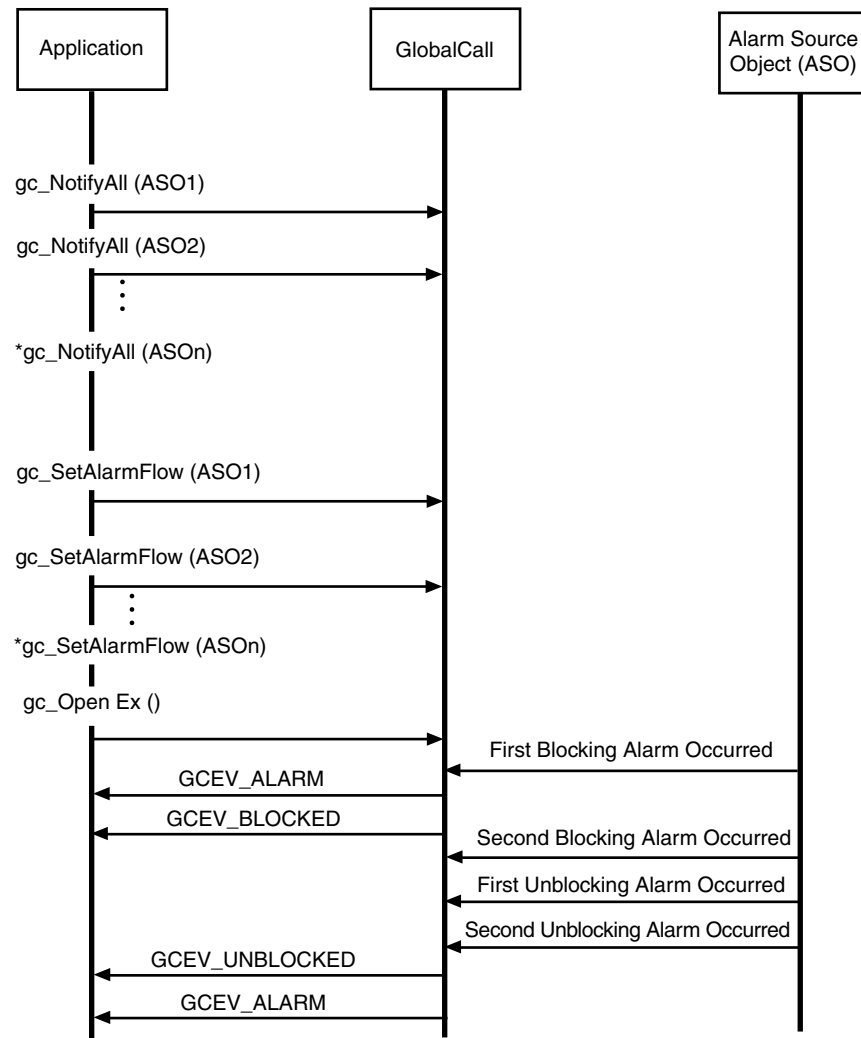 Application
GlobalCall
Alarm Source
Object (ASO)
gc_NotifyAll (ASO1)
gc_NotifyAll (ASO2)
*gc_NotifyAll (ASOn)
gc_SetAlarmFlow (ASO1)
gc_SetAlarmFlow (ASO2)
*gc_SetAlarmFlow (ASOn)
gc_Open Ex ()
First Blocking Alarm Occurred
GCEV_ALARM
GCEV_BLOCKED
Second Blocking Alarm Occurred
First Unblocking Alarm Occurred
Second Unblocking Alarm Occurred
GCEV_UNBLOCKED
GCEV_ALARM